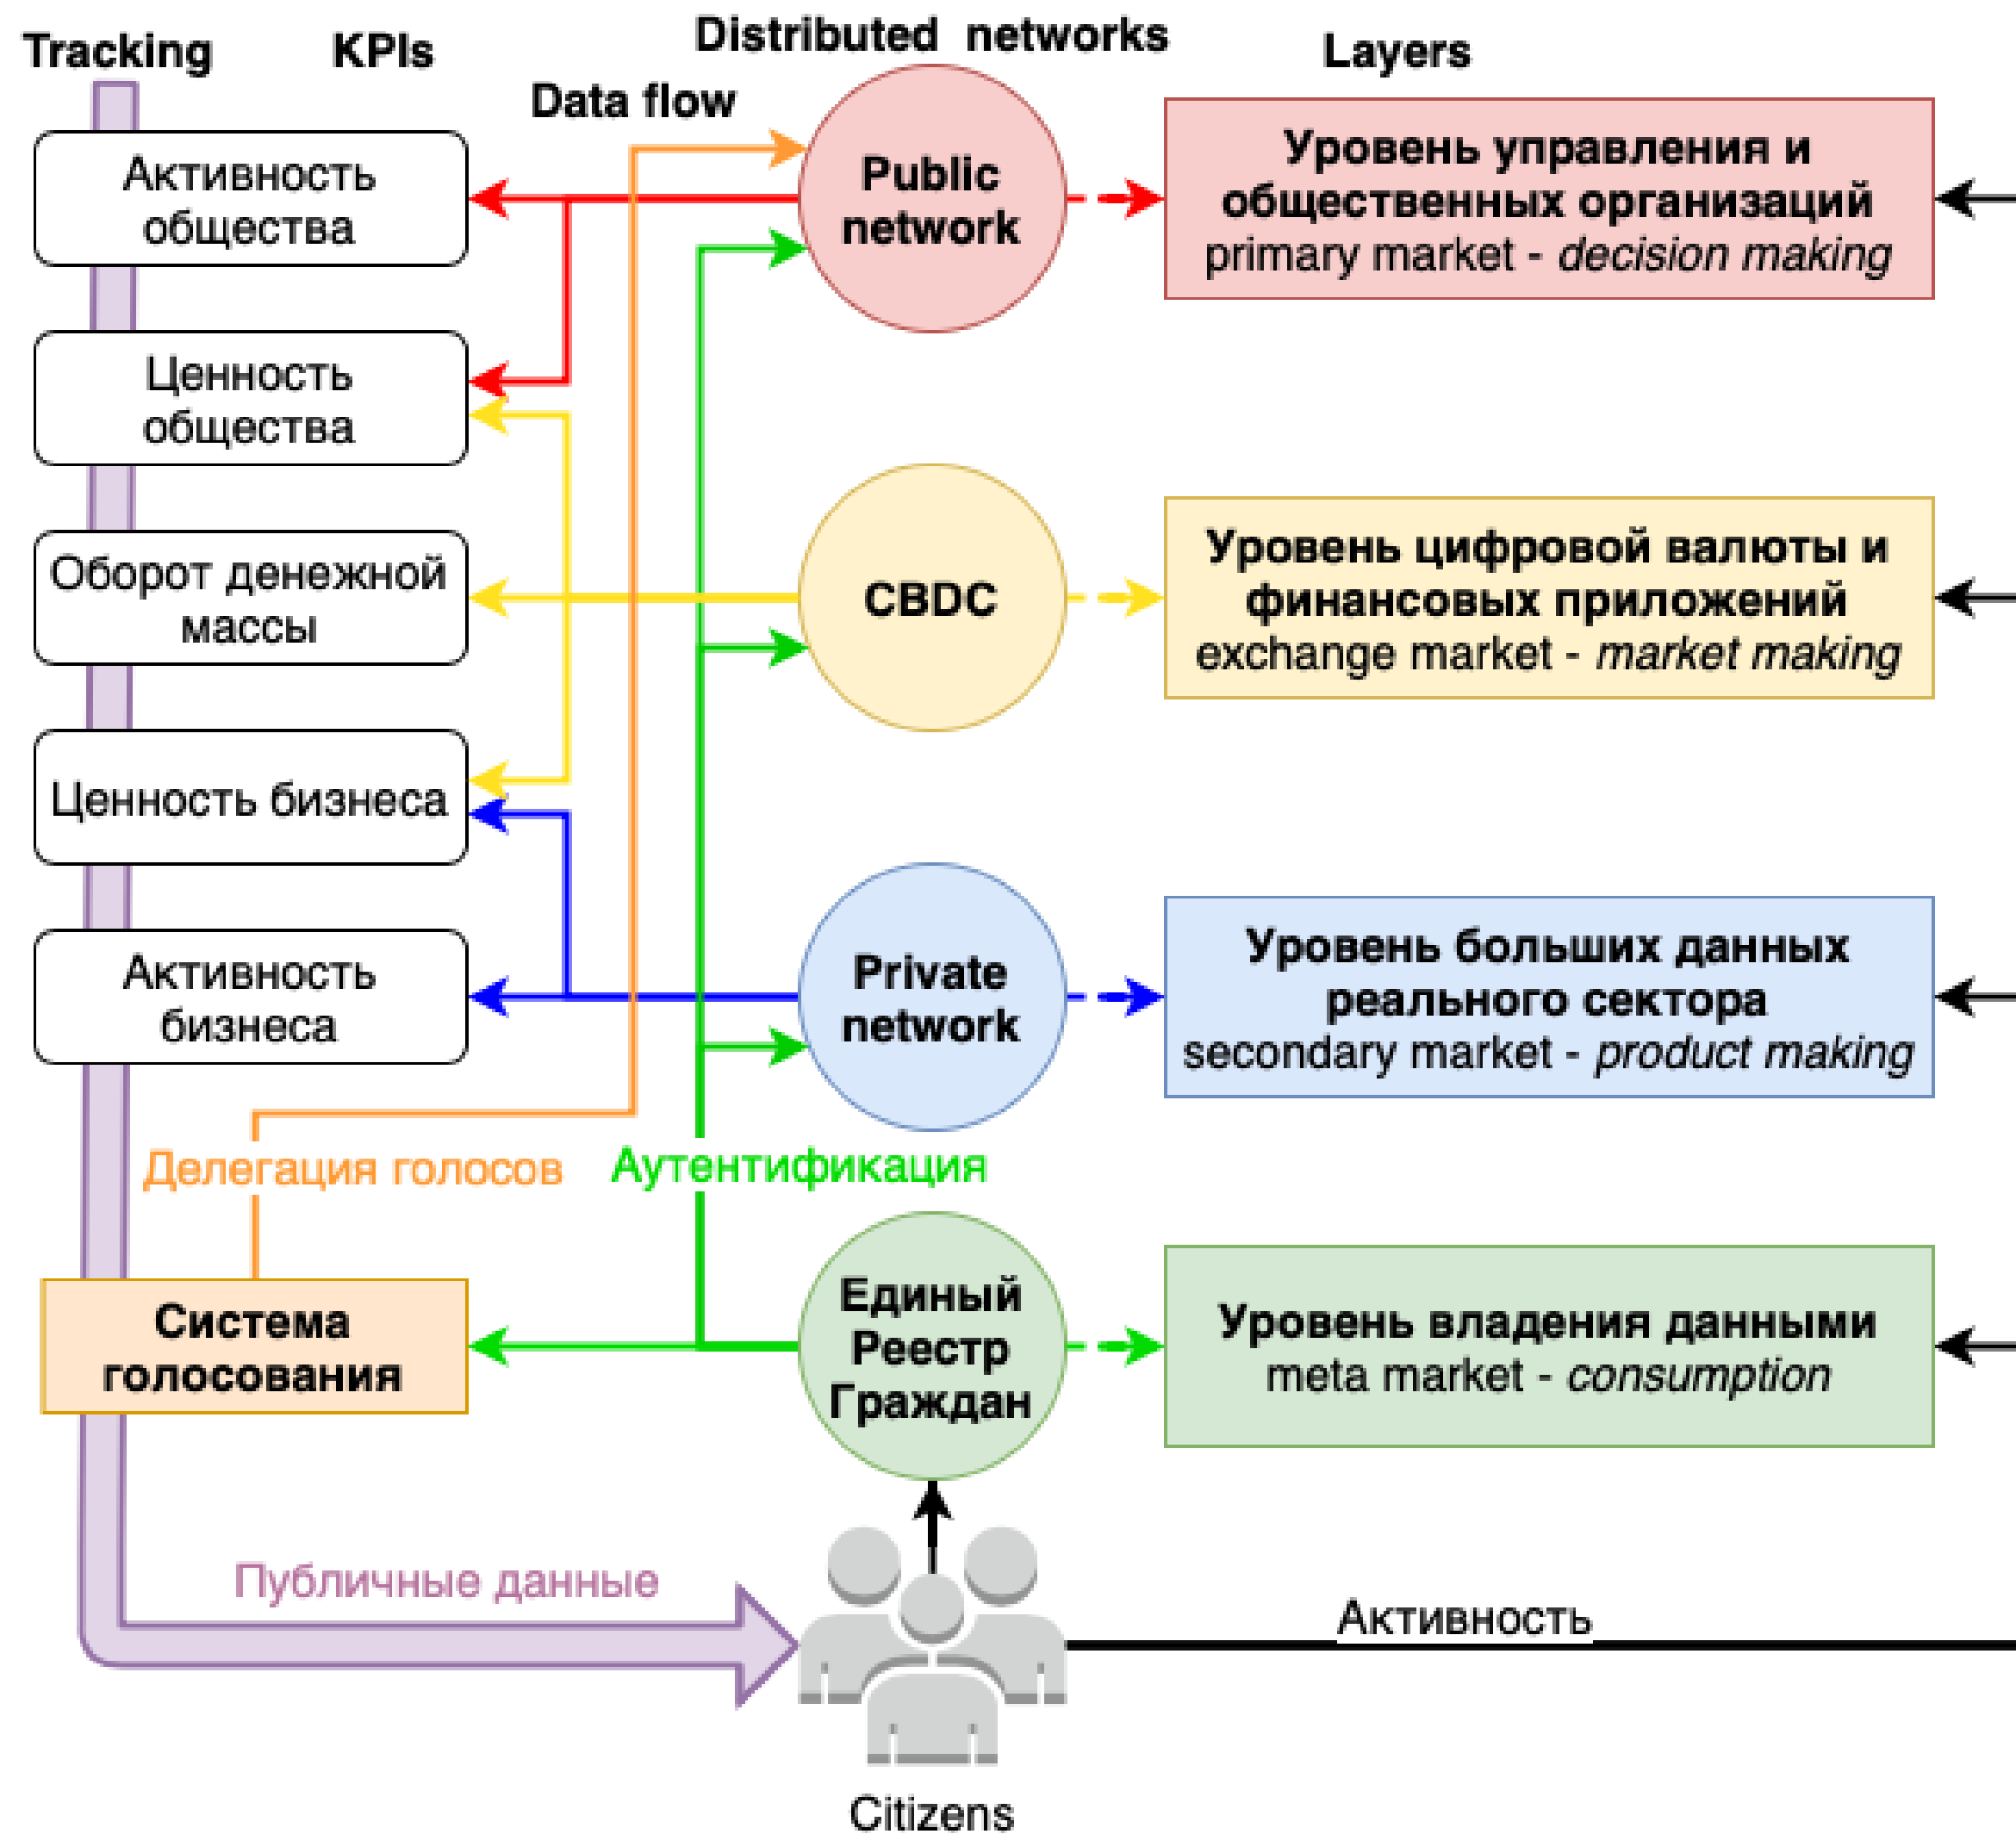 Tracking
KPIs
Distributed networks
Layers
Data flow
Активность
общества
Public
network
Уровень управления и
общественных организаций
primary market - decision making
Ценность
общества
Оборот денежной
массы
CBDC
Уровень цифровой валюты и
финансовых приложений
exchange market - market making
Ценность бизнеса
Активность
бизнеса
Private
network
Уровень больших данных
реального сектора
secondary market - product making
Делегация голосов
Аутентификация
Система
голосования
Единый
Реестр
Граждан
Уровень владения данными
meta market - consumption
Публичные данные
Активность
Citizens